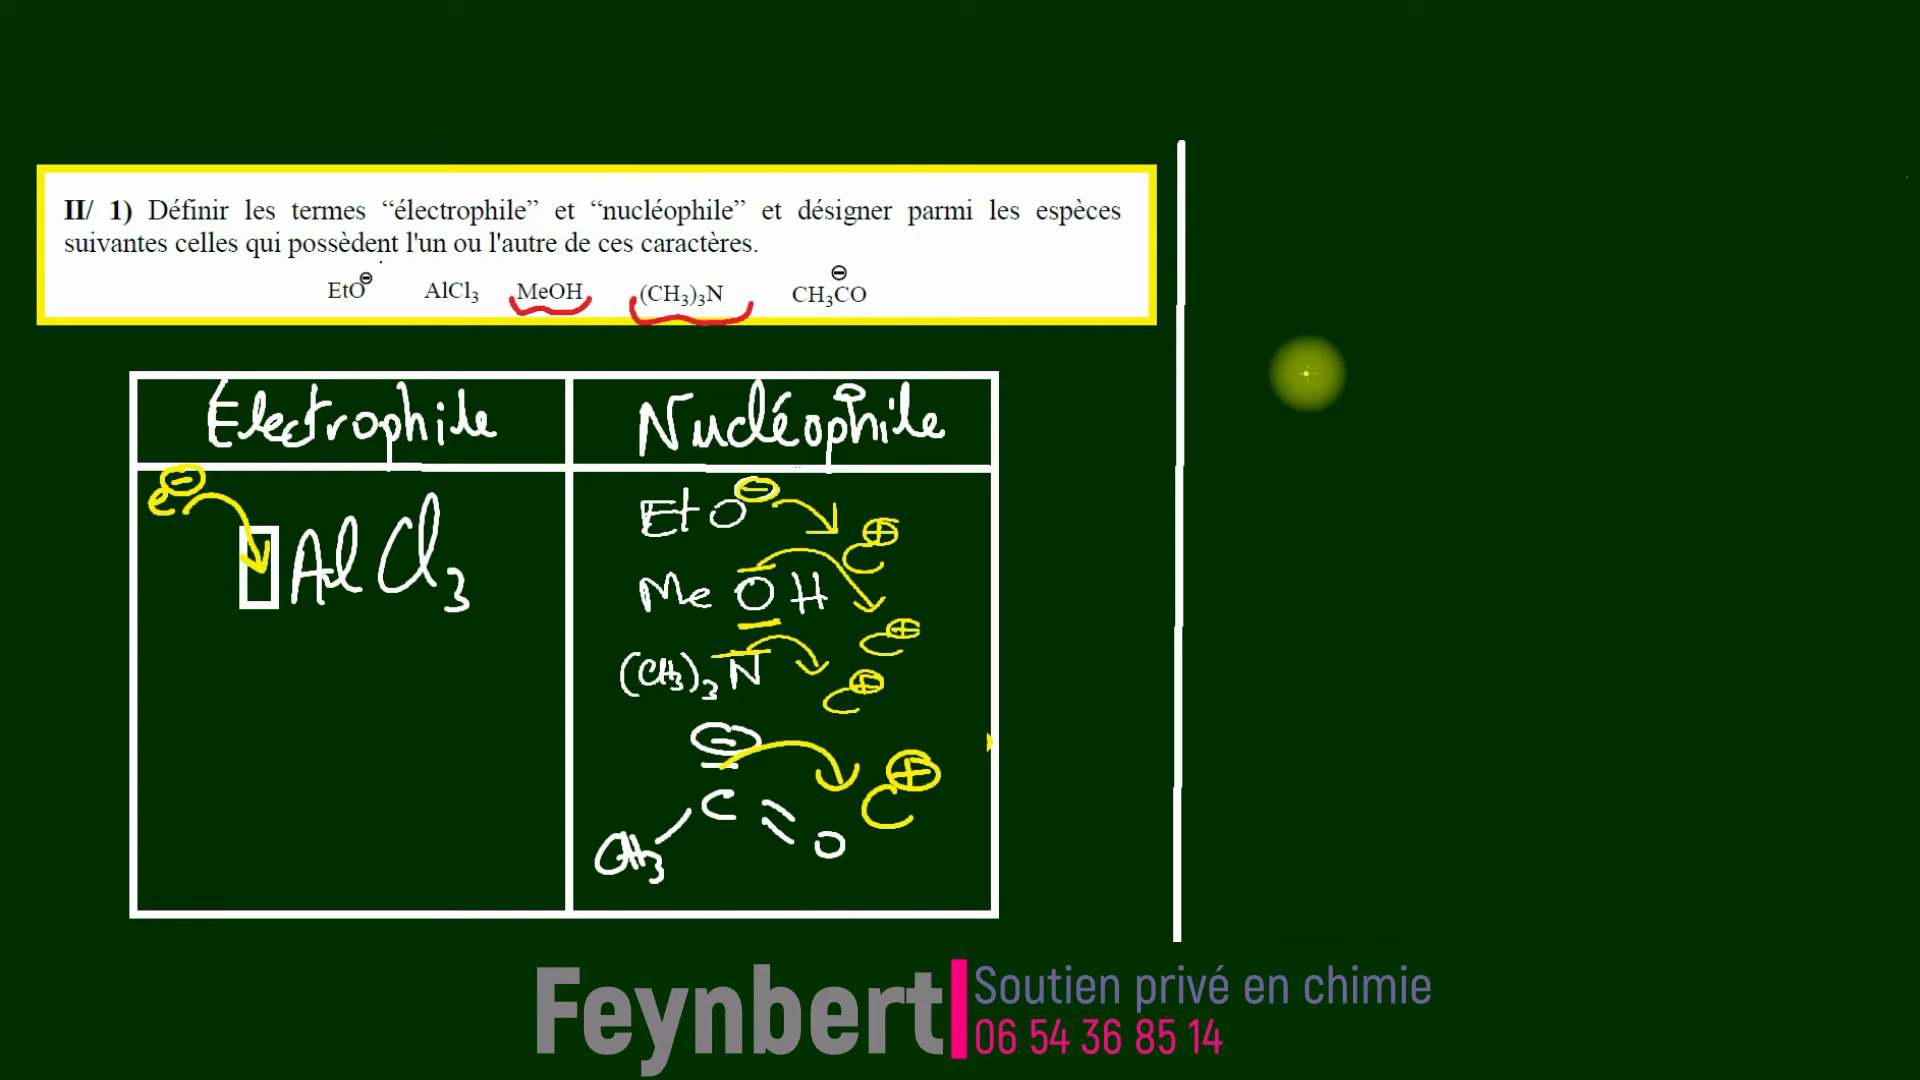 II/ 1) Définir les termes “électrophile” et “nucléophile” et désigner parmi les espèces
suivantes celles qui possèdent l'un ou l'autre de ces caractères.
EtO⊖ AlCl₃ MeOH (CH₃)₃N CH₃CO⊖
Électrophile Nucléophile
e⊖ AlCl₃
EtO⊖ C⊕
MeOH C⊕
(CH₃)₃N C⊕
⊖
C C⊕
CH₃ O
Feynbert
Soutien privé en chimie
06 54 36 85 14